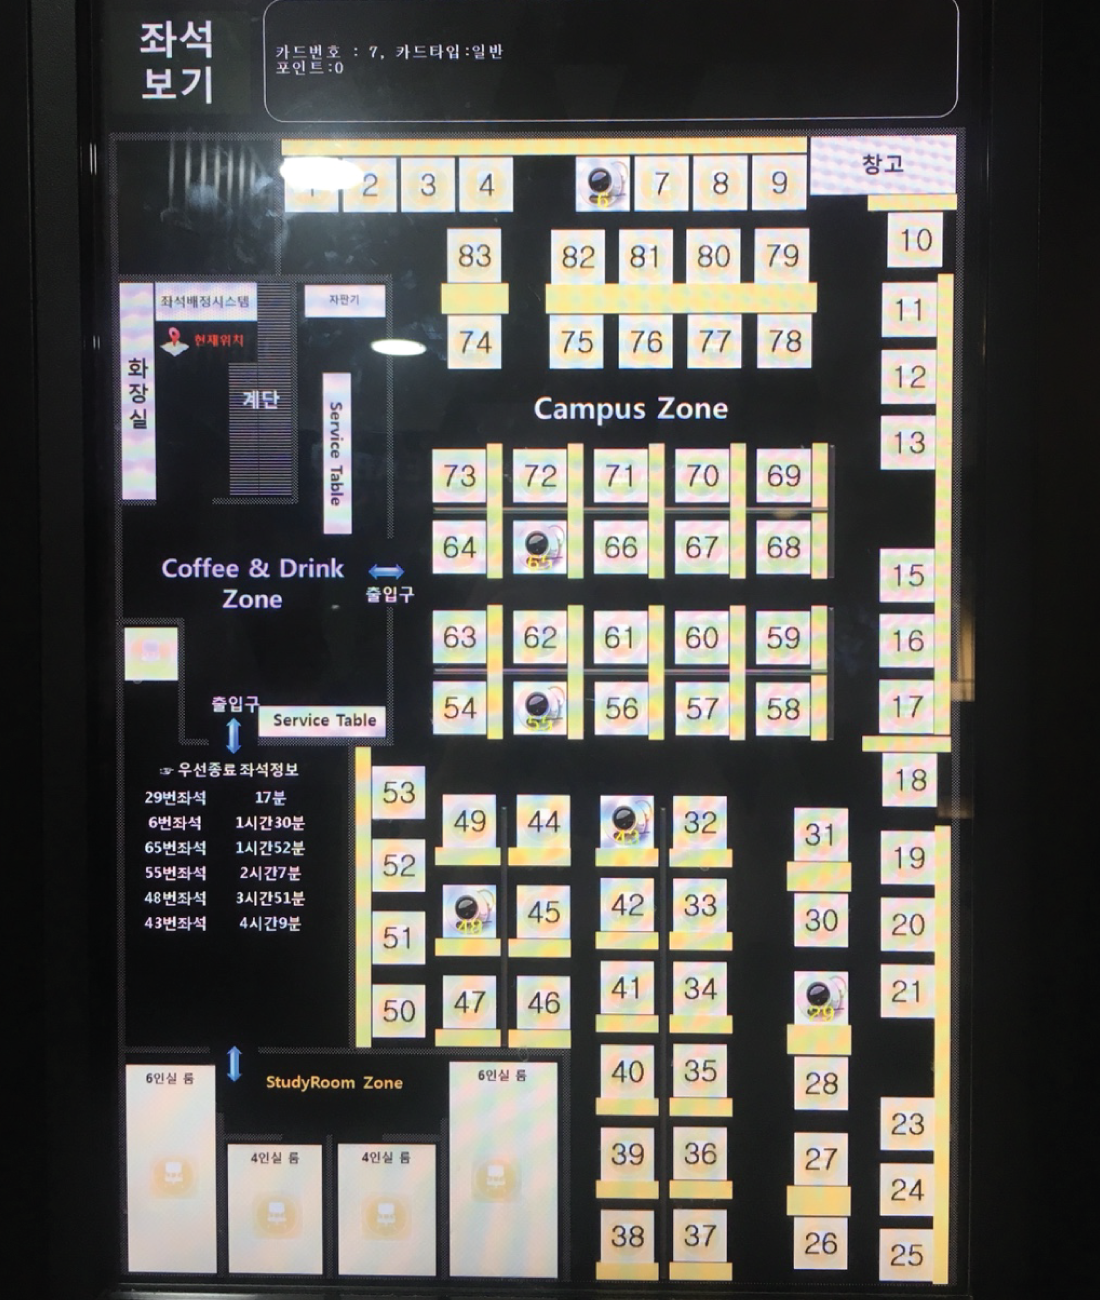 좌석
보기
카드번호 : 7, 카드타입:일반
포인트:0
창고
1 2 3 4 6 7 8 9
10
83 82 81 80 79
좌석배정시스템
자판기
11
현재위치
74 75 76 77 78
화장실
계단
12
Service Table
Campus Zone
13
73 72 71 70 69
64 65 66 67 68
Coffee & Drink
Zone
출입구
15
63 62 61 60 59
16
54 55 56 57 58
17
출입구
Service Table
☞ 우선종료 좌석정보
29번좌석 17분
6번좌석 1시간30분
65번좌석 1시간52분
55번좌석 2시간7분
48번좌석 3시간51분
43번좌석 4시간9분
18
53
49 44 43 32
31
19
52
48 45 42 33
30
20
51
47 46 41 34
29
21
50
40 35
28
6인실 룸
StudyRoom Zone
6인실 룸
23
4인실 룸
4인실 룸
39 36
27
24
38 37
26
25